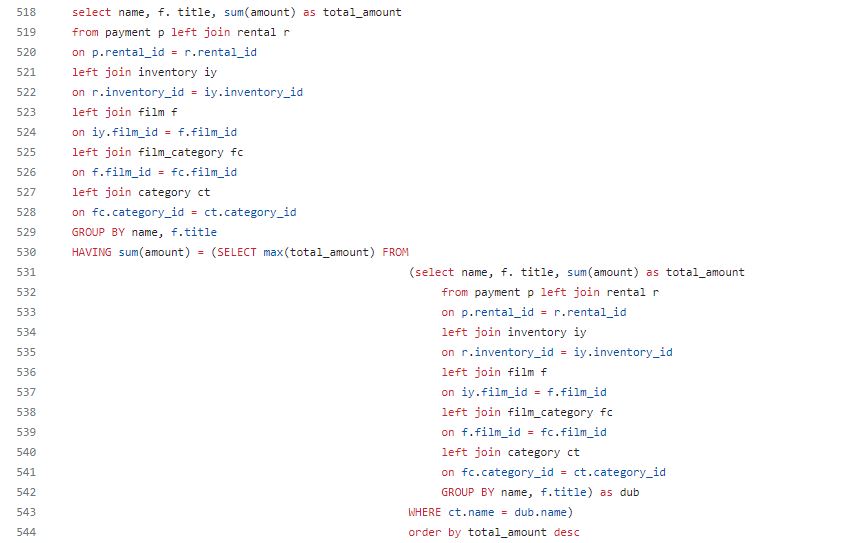 518 select name, f. title, sum(amount) as total_amount
519 from payment p left join rental r
520 on p.rental_id = r.rental_id
521 left join inventory iy
522 on r.inventory_id = iy.inventory_id
523 left join film f
524 on iy.film_id = f.film_id
525 left join film_category fc
526 on f.film_id = fc.film_id
527 left join category ct
528 on fc.category_id = ct.category_id
529 GROUP BY name, f.title
530 HAVING sum(amount) = (SELECT max(total_amount) FROM
531 (select name, f. title, sum(amount) as total_amount
532 from payment p left join rental r
533 on p.rental_id = r.rental_id
534 left join inventory iy
535 on r.inventory_id = iy.inventory_id
536 left join film f
537 on iy.film_id = f.film_id
538 left join film_category fc
539 on f.film_id = fc.film_id
540 left join category ct
541 on fc.category_id = ct.category_id
542 GROUP BY name, f.title) as dub
543 WHERE ct.name = dub.name)
544 order by total_amount desc